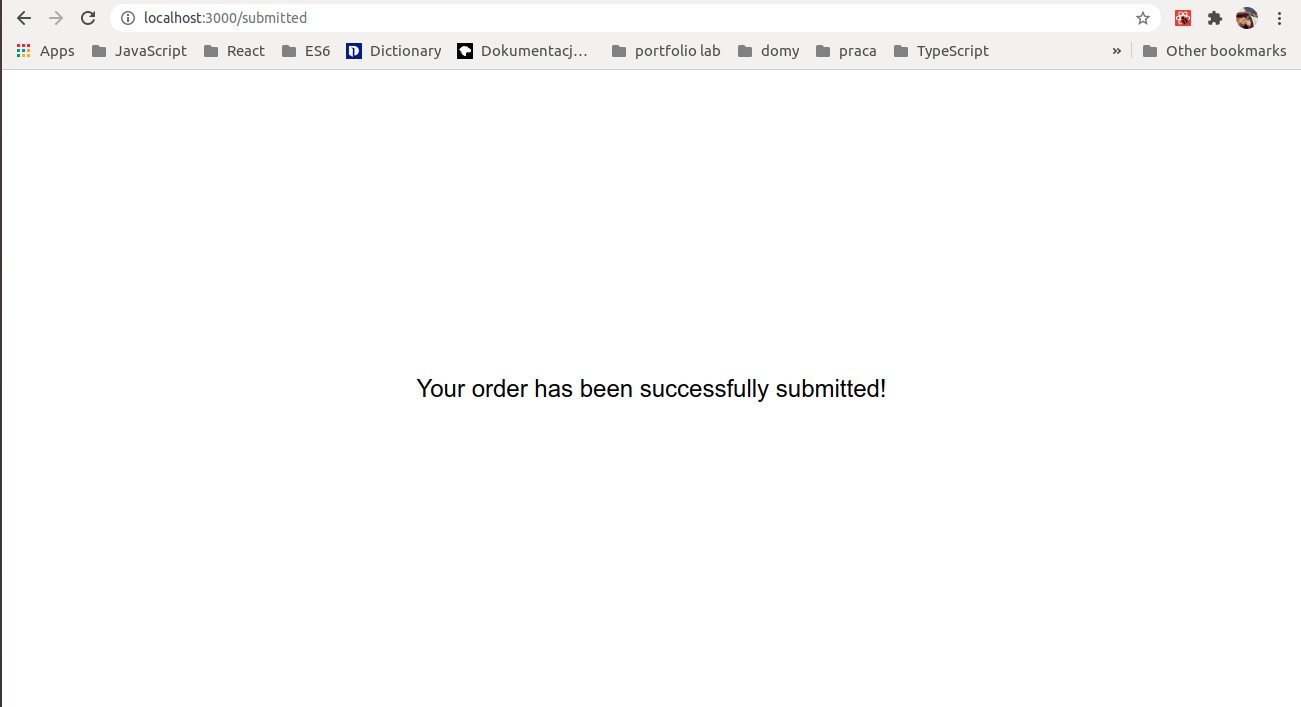 localhost:3000/submitted
Apps JavaScript React ES6 Dictionary Dokumentacj... portfolio lab domy praca TypeScript » Other bookmarks
Your order has been successfully submitted!